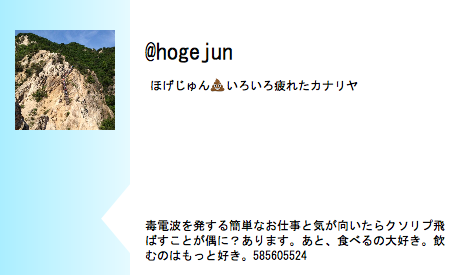 @hogejun
ほげじゅん💩いろいろ疲れたカナリヤ
毒電波を発する簡単なお仕事と気が向いたらクソリプ飛
ばすことが偶に？あります。あと、食べるの大好き。飲
むのはもっと好き。585605524